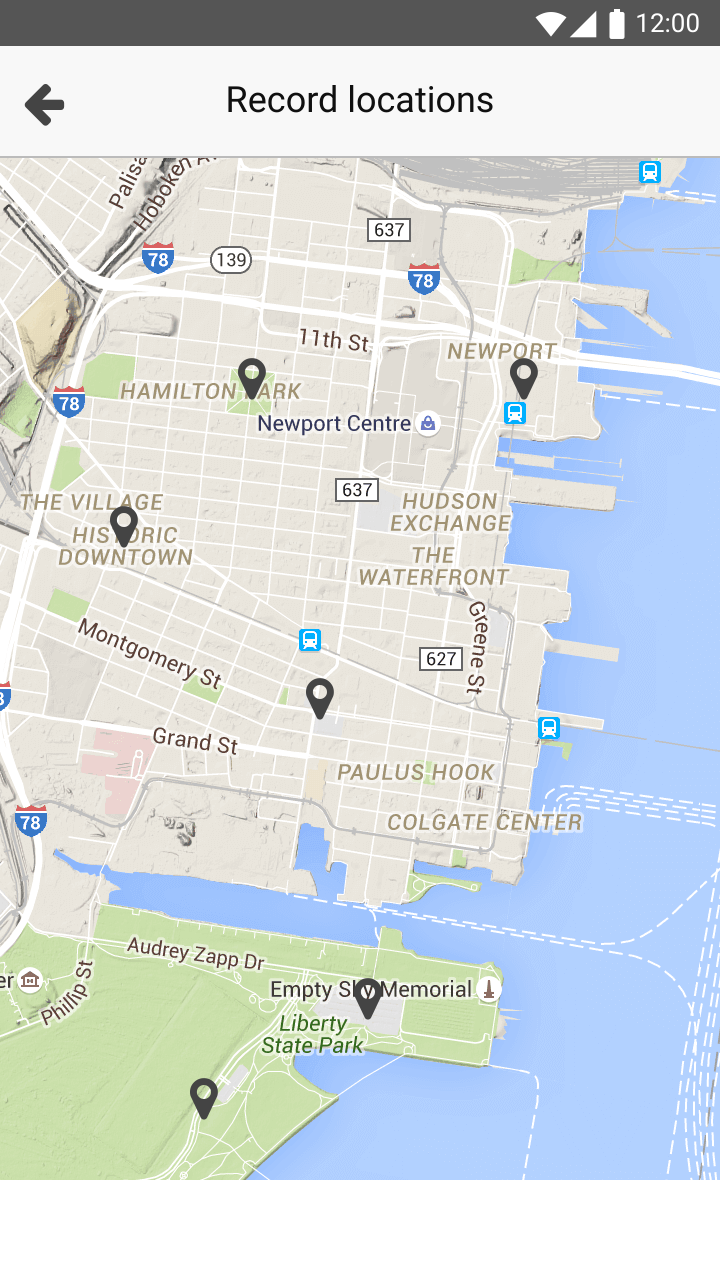 12:00
Record locations
Palisa
Hoboken A
637
78
139
78
11th St
NEWPORT
HAMILTON PARK
78
Newport Centre
637
THE VILLAGE
HUDSON
EXCHANGE
HISTORIC
DOWNTOWN
THE
WATERFRONT
Greene St
Montgomery St
627
Grand St
PAULUS HOOK
78
COLGATE CENTER
Audrey Zapp Dr
er
Phillip St
Empty Sky Memorial
Liberty
State Park